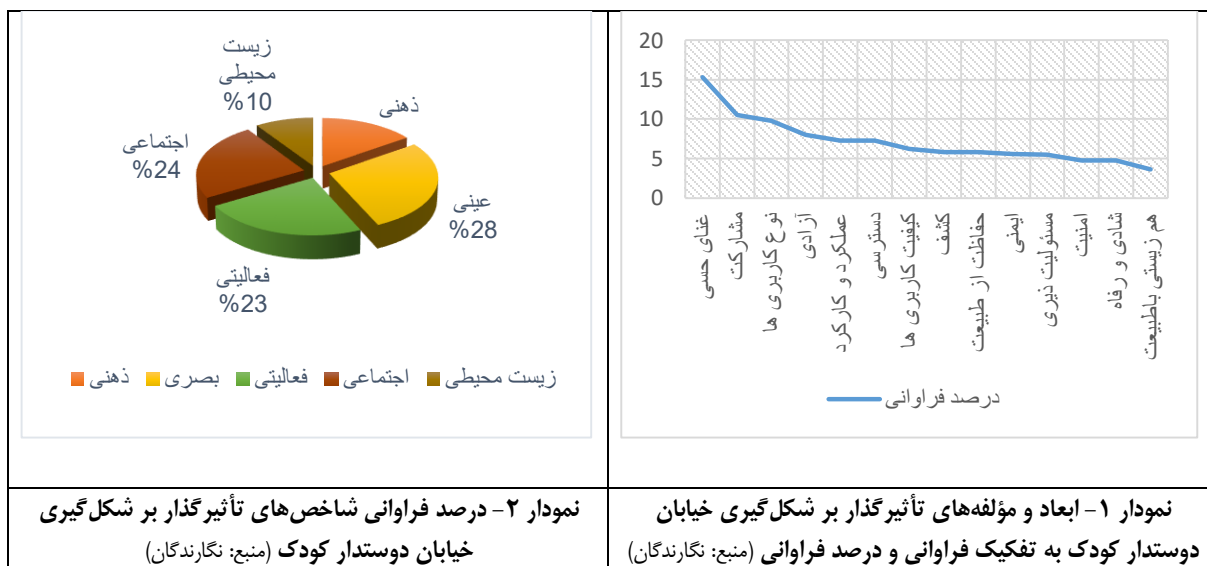 20
15
10
5
0
غنای حسی
مشارکت
نوع کاربری ها
آزادی
عملکرد و کارکرد
دسترسی
کیفیت کاربری ها
کشف
حفاظت از طبیعت
ایمنی
مسئولیت ذیری
امنیت
شادی و رفاه
هم زیستی باطبیعت
درصد فراوانی
نمودار ۱- ابعاد و مؤلفه‌های تأثیرگذار بر شکل‌گیری خیابان
دوستدار کودک به تفکیک فراوانی و درصد فراوانی (منبع: نگارندگان)
زیست
محیطی
%10
ذهنی
اجتماعی
%24
عینی
%28
فعالیتی
%23
ذهنی بصری فعالیتی اجتماعی زیست محیطی
نمودار ۲- درصد فراوانی شاخص‌های تأثیرگذار بر شکل‌گیری
خیابان دوستدار کودک (منبع: نگارندگان)